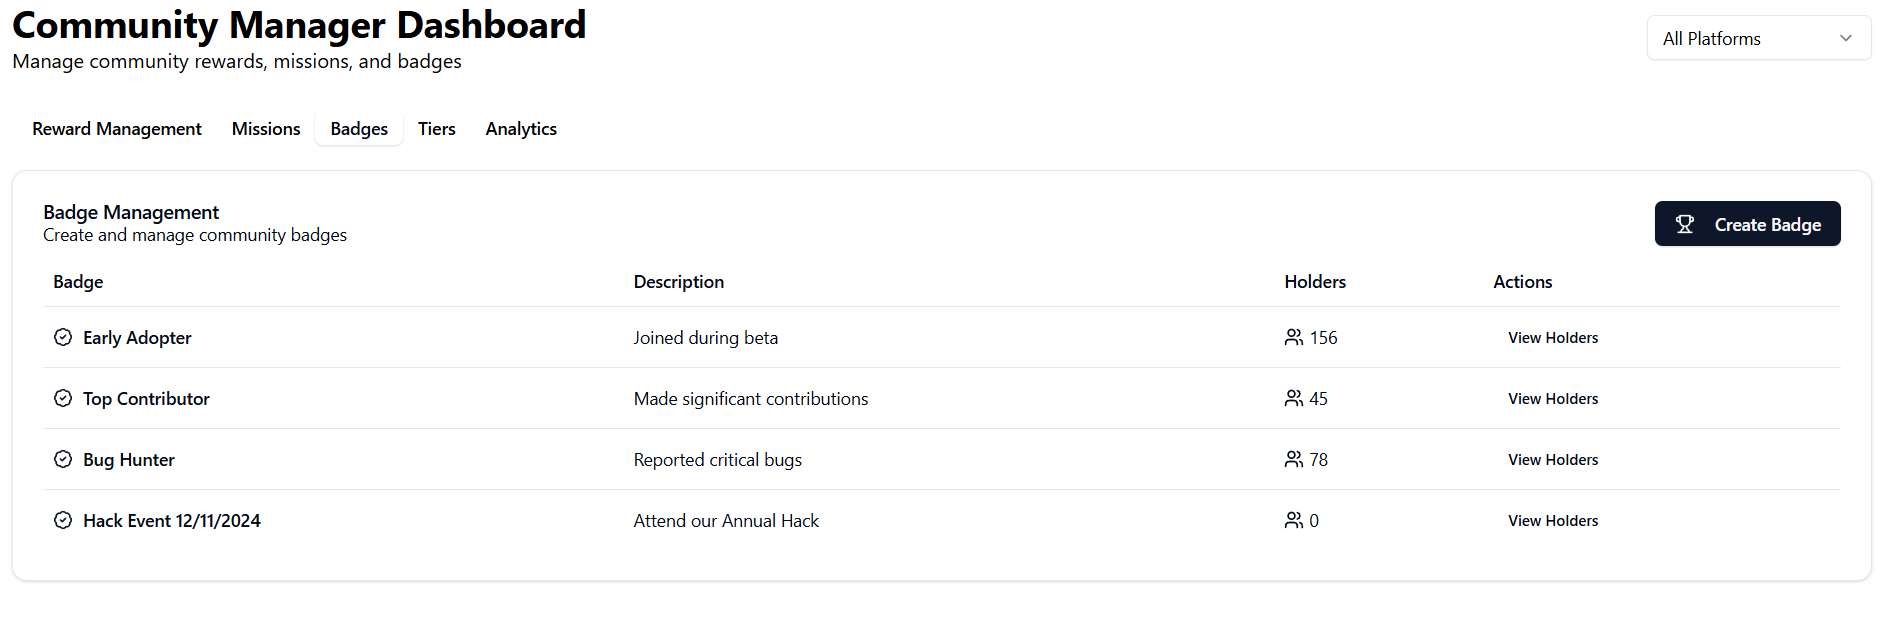 Community Manager Dashboard
Manage community rewards, missions, and badges
All Platforms
Reward Management Missions Badges Tiers Analytics
Badge Management
Create and manage community badges
Create Badge
Badge Description Holders Actions
Early Adopter Joined during beta 156 View Holders
Top Contributor Made significant contributions 45 View Holders
Bug Hunter Reported critical bugs 78 View Holders
Hack Event 12/11/2024 Attend our Annual Hack 0 View Holders